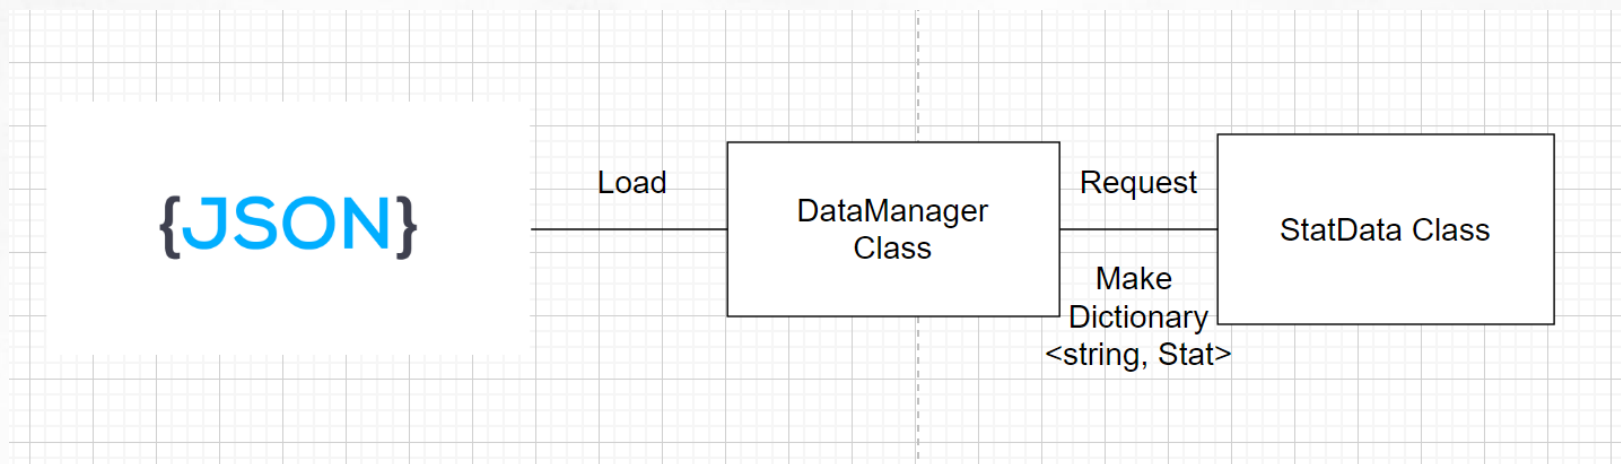 {JSON}
Load
DataManager
Class
Request
Make
Dictionary
<string, Stat>
StatData Class